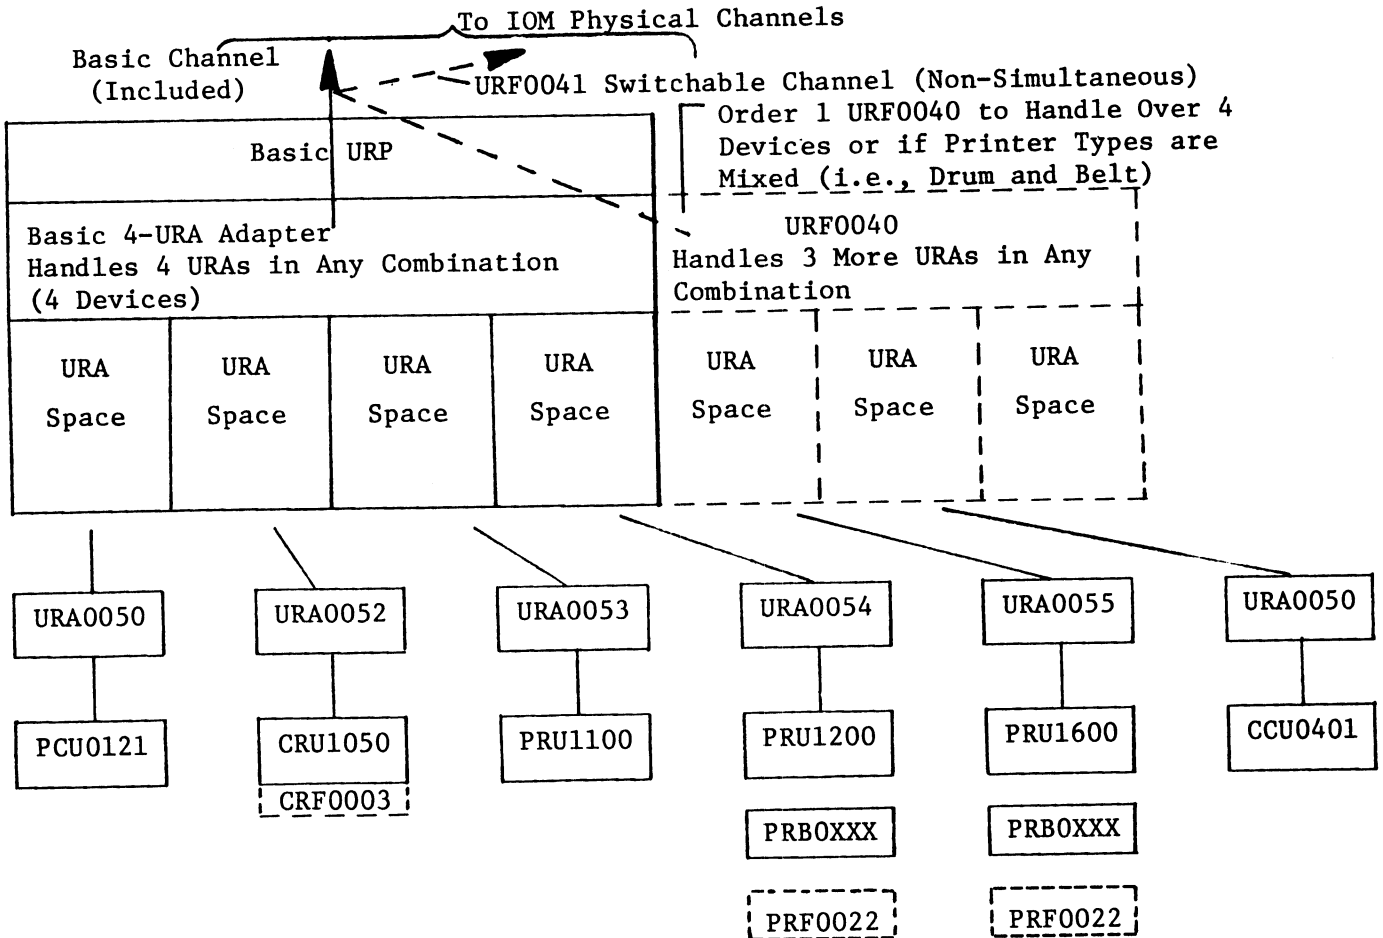 To IOM Physical Channels
Basic Channel
(Included)
URF0041 Switchable Channel (Non-Simultaneous)
Order 1 URF0040 to Handle Over 4
Devices or if Printer Types are
Mixed (i.e., Drum and Belt)
Basic URP
Basic 4-URA Adapter
Handles 4 URAs in Any Combination
(4 Devices)
URF0040
Handles 3 More URAs in Any
Combination
URA
Space
URA
Space
URA
Space
URA
Space
URA
Space
URA
Space
URA
Space
URA0050
URA0052
URA0053
URA0054
URA0055
URA0050
PCU0121
CRU1050
PRU1100
PRU1200
PRU1600
CCU0401
CRF0003
PRB0XXX
PRB0XXX
PRF0022
PRF0022